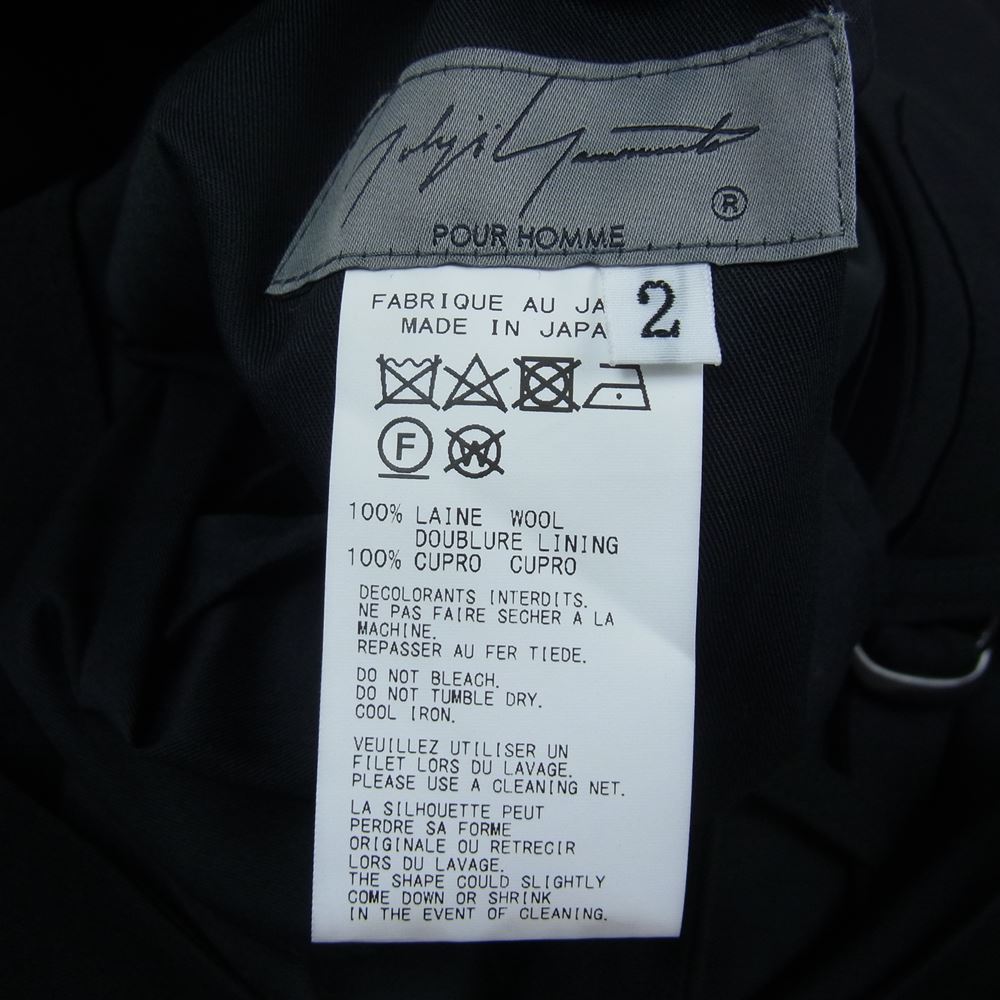 Yohji Yamamoto
®
POUR HOMME
2
FABRIQUE AU JA
MADE IN JAPA
F
W
100% LAINE WOOL
DOUBLURE LINING
100% CUPRO CUPRO
DECOLORANTS INTERDITS.
NE PAS FAIRE SECHER A LA
MACHINE.
REPASSER AU FER TIEDE.
DO NOT BLEACH.
DO NOT TUMBLE DRY.
COOL IRON.
VEUILLEZ UTILISER UN
FILET LORS DU LAVAGE.
PLEASE USE A CLEANING NET.
LA SILHOUETTE PEUT
PERDRE SA FORME
ORIGINALE OU RETRECIR
LORS DU LAVAGE.
THE SHAPE COULD SLIGHTLY
COME DOWN OR SHRINK
IN THE EVENT OF CLEANING.